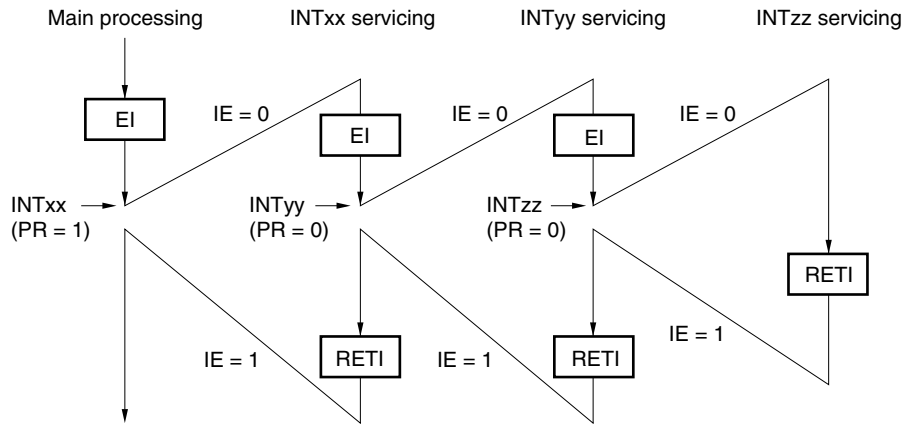 Main processing
INTxx servicing
INTyy servicing
INTzz servicing
IE = 0
IE = 0
IE = 0
EI
EI
EI
INTxx
(PR = 1)
INTyy
(PR = 0)
INTzz
(PR = 0)
RETI
IE = 1
RETI
IE = 1
RETI
IE = 1